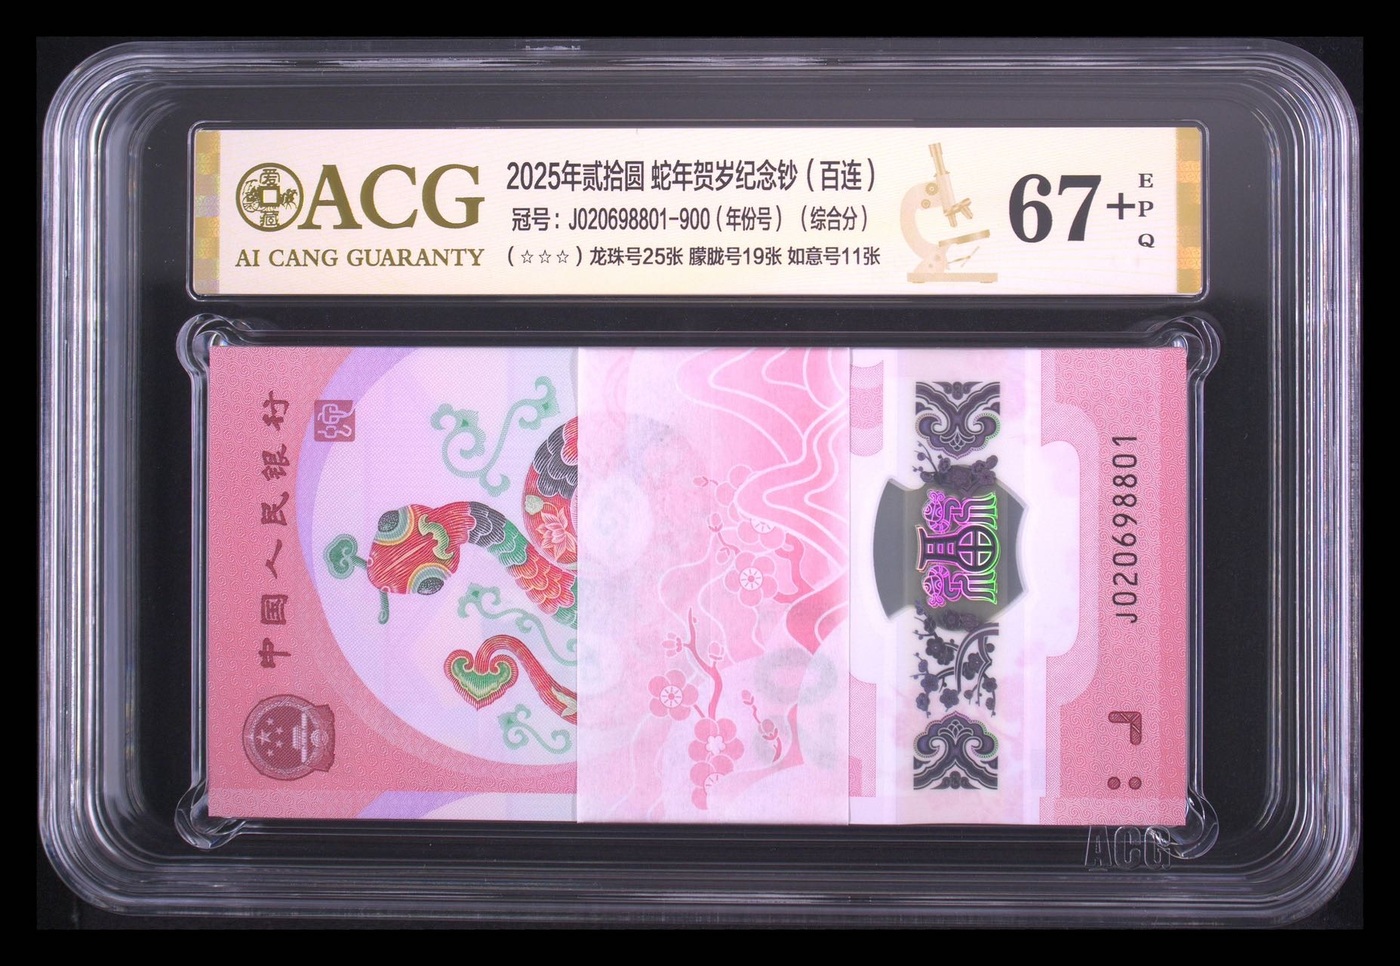 ACG
AI CANG GUARANTY
爱藏
2025年贰拾圆 蛇年贺岁纪念钞（百连）
冠号：J020698801-900（年份号）（综合分）
（☆☆☆）龙珠号25张 朦胧号19张 如意号11张
67+
EPQ
中国人民银行
J020698801
ACG